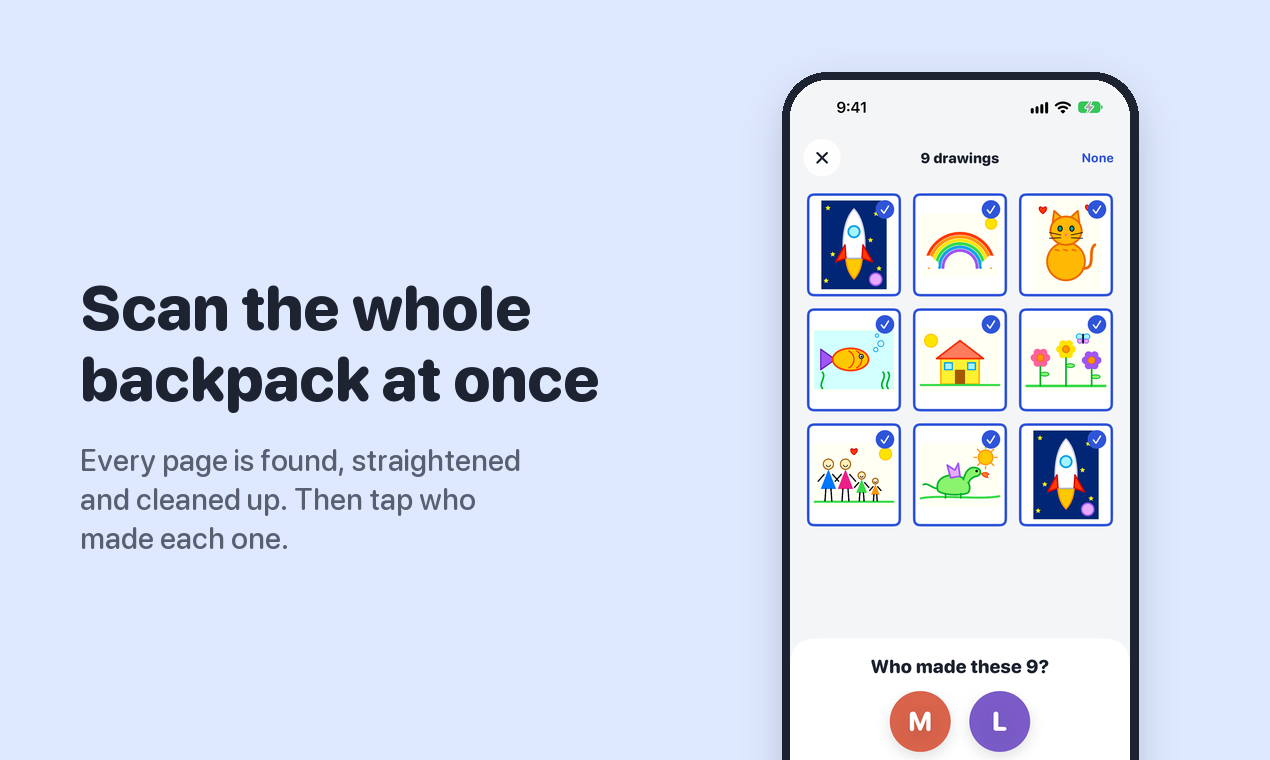 Scan the whole
backpack at once
Every page is found, straightened
and cleaned up. Then tap who
made each one.
9:41
9 drawings
None
Who made these 9?
M
L